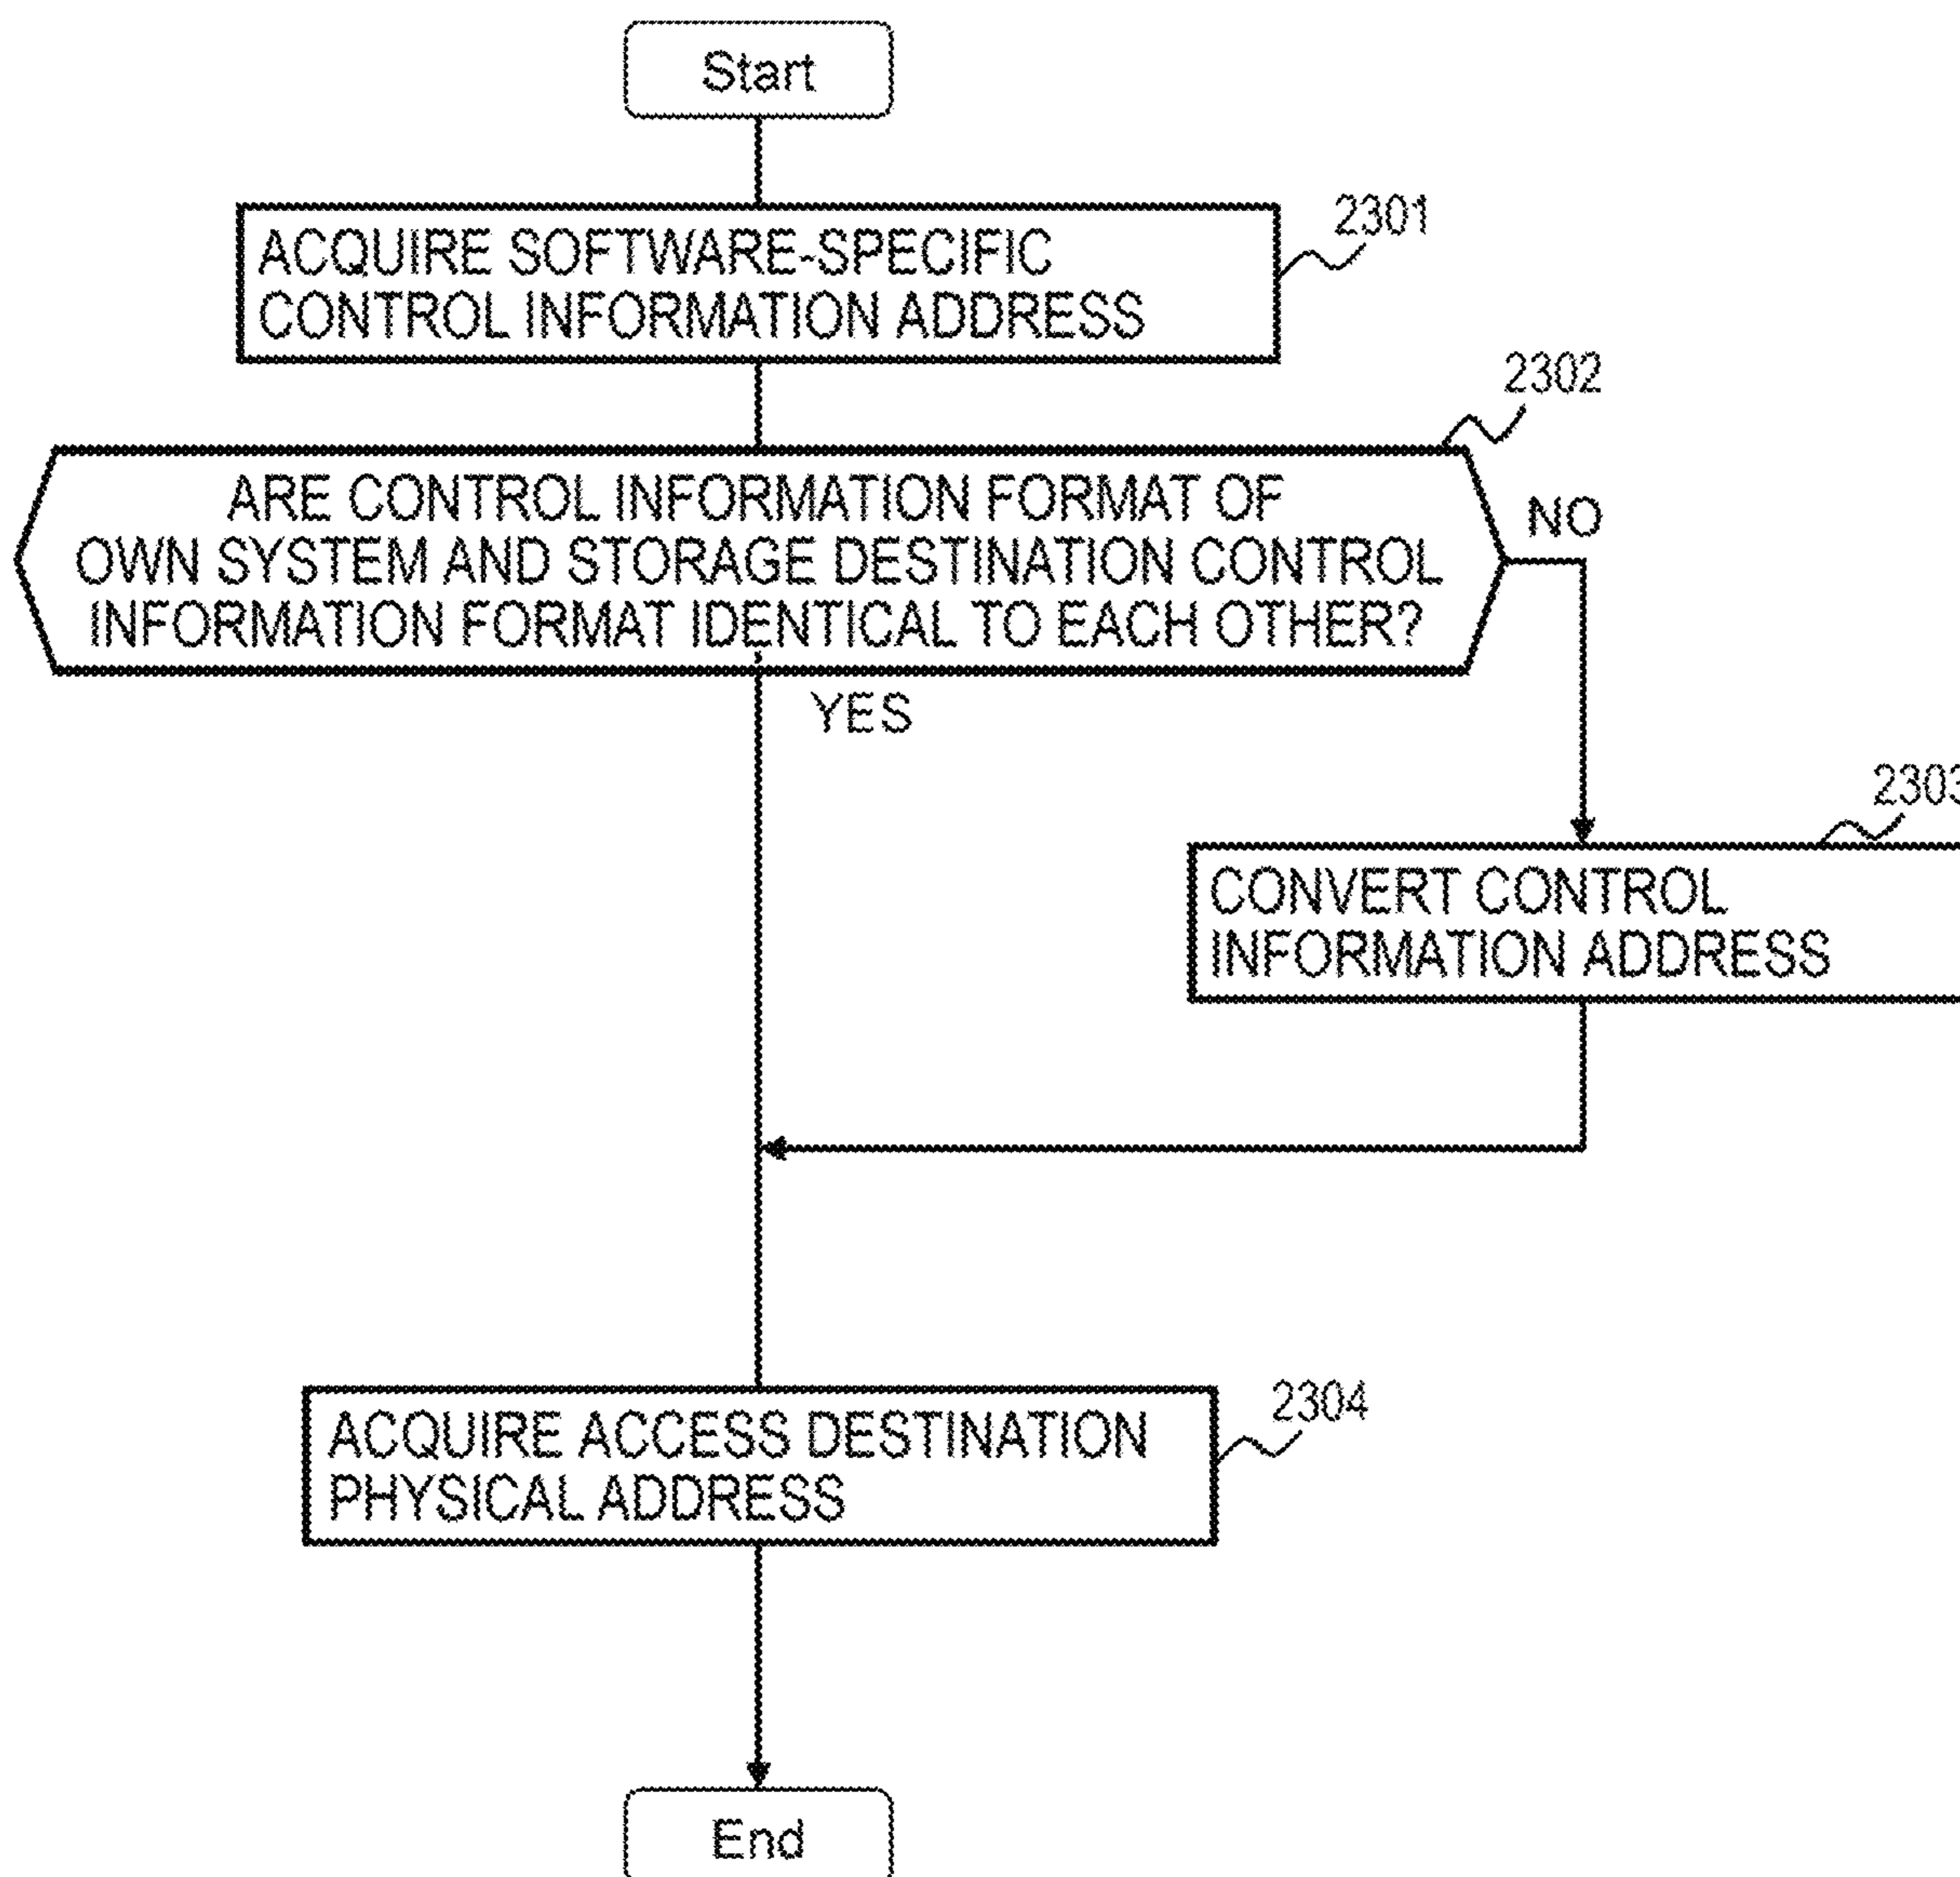 Start
2301
ACQUIRE SOFTWARE-SPECIFIC
CONTROL INFORMATION ADDRESS
2302
ARE CONTROL INFORMATION FORMAT OF
OWN SYSTEM AND STORAGE DESTINATION CONTROL
INFORMATION FORMAT IDENTICAL TO EACH OTHER?
NO
YES
2303
CONVERT CONTROL
INFORMATION ADDRESS
2304
ACQUIRE ACCESS DESTINATION
PHYSICAL ADDRESS
End